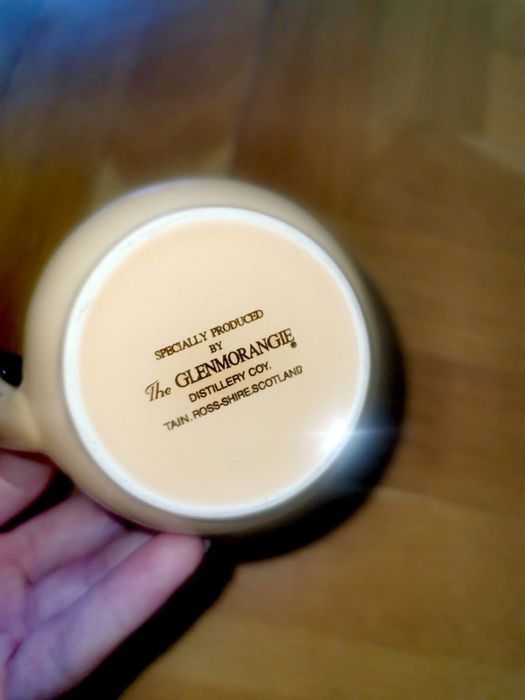 SPECIALLY PRODUCED
BY
The GLENMORANGIE®
DISTILLERY COY.
TAIN. ROSS-SHIRE.SCOTLAND